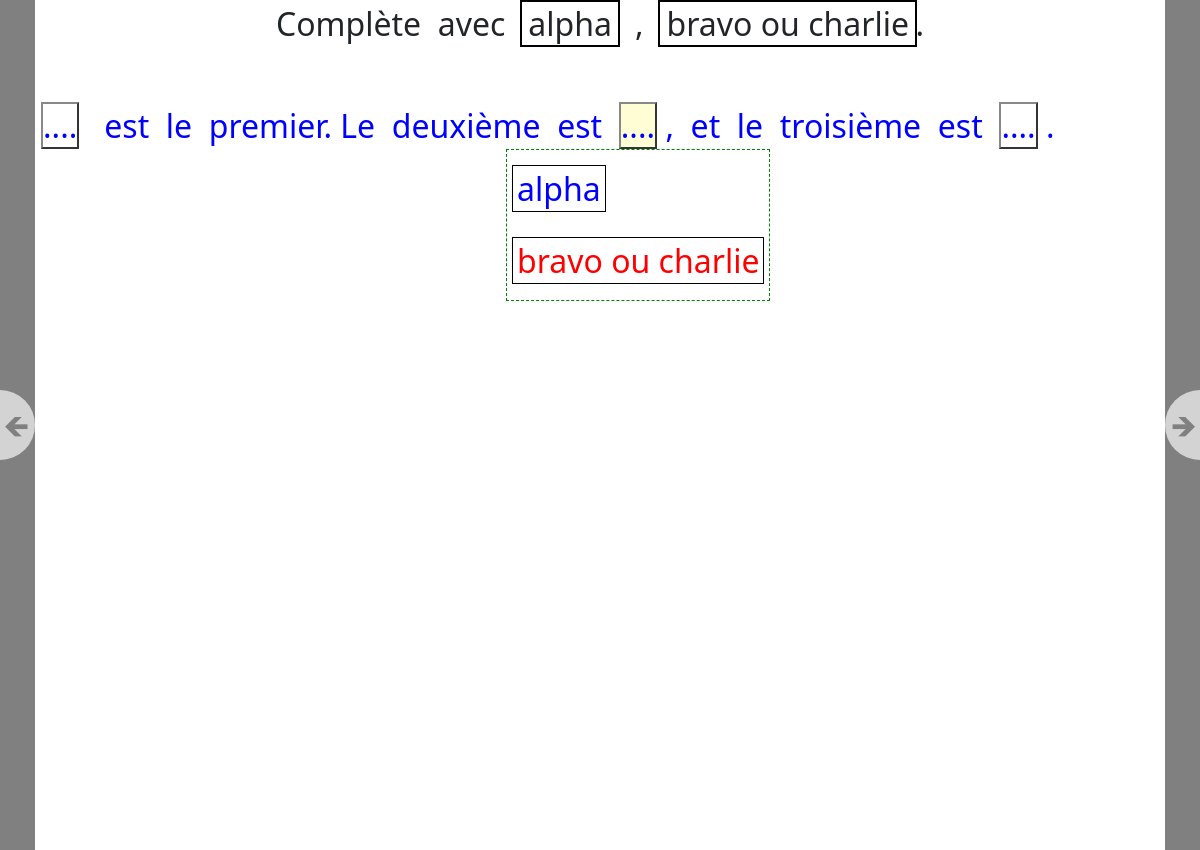 Complète avec alpha , bravo ou charlie.
.... est le premier. Le deuxième est .... , et le troisième est .... .
alpha
bravo ou charlie